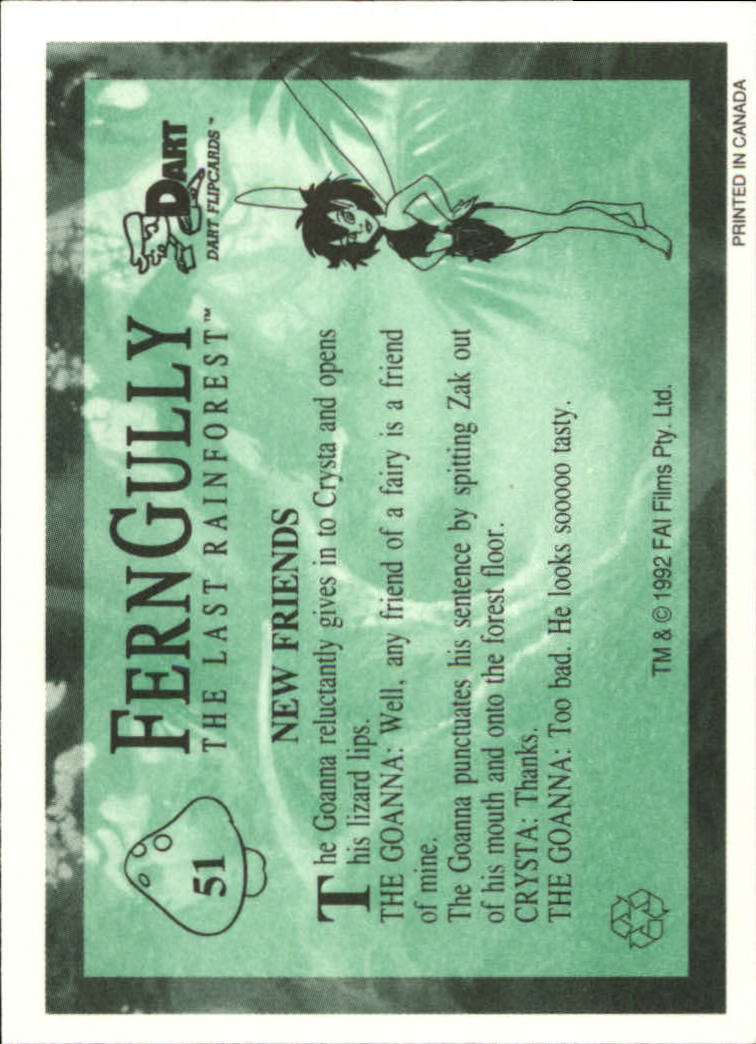 51
FERNGULLY
THE LAST RAINFOREST™
DART
DART FLIPCARDS™
NEW FRIENDS
The Goanna reluctantly gives in to Crysta and opens
his lizard lips.
THE GOANNA: Well, any friend of a fairy is a friend
of mine.
The Goanna punctuates his sentence by spitting Zak out
of his mouth and onto the forest floor.
CRYSTA: Thanks.
THE GOANNA: Too bad. He looks sooooo tasty.
TM & © 1992 FAI Films Pty. Ltd.
PRINTED IN CANADA